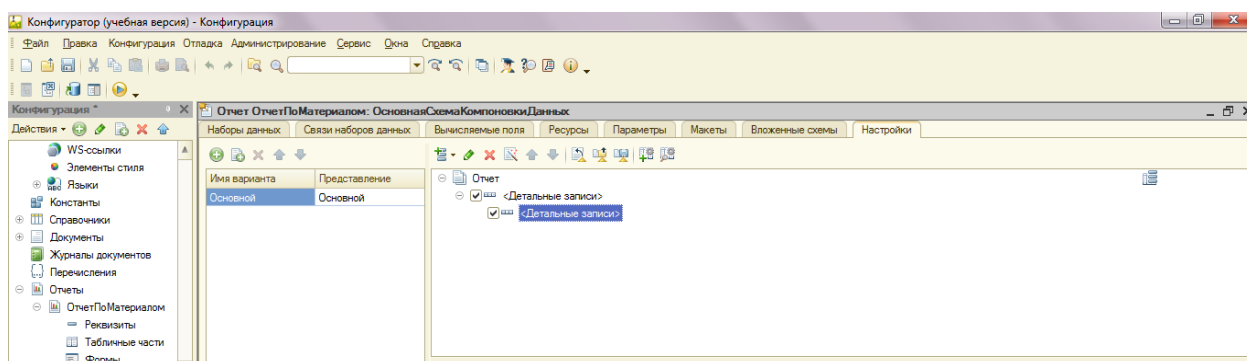 Конфигуратор (учебная версия) - Конфигурация
Файл Правка Конфигурация Отладка Администрирование Сервис Окна Справка
Конфигурация *
Отчет ОтчетПоМатериалом: ОсновнаяСхемаКомпоновкиДанных
Действия
Наборы данных Связи наборов данных Вычисляемые поля Ресурсы Параметры Макеты Вложенные схемы Настройки
WS-ссылки
Элементы стиля
Языки
Константы
Справочники
Документы
Журналы документов
Перечисления
Отчеты
ОтчетПоМатериалом
Реквизиты
Табличные части
Формы
Имя варианта Представление
Основной Основной
Отчет
<Детальные записи>
<Детальные записи>